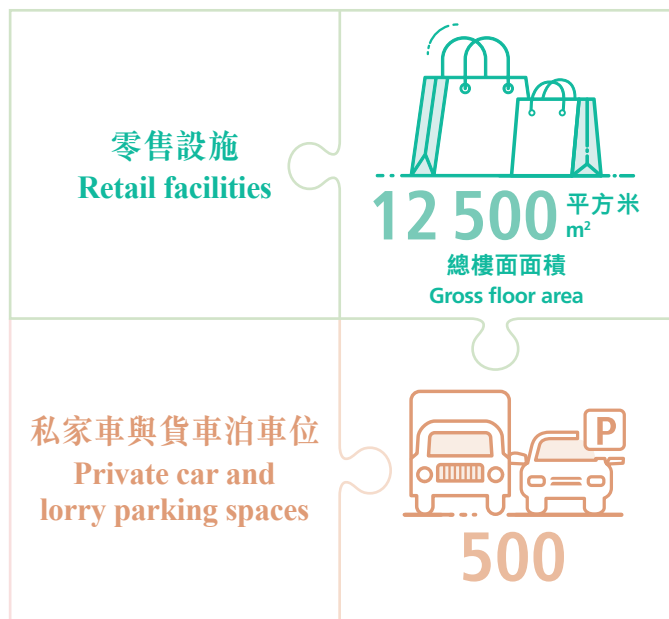 零售設施
Retail facilities
12 500 平方米
m²
總樓面面積
Gross floor area
私家車與貨車泊車位
Private car and
lorry parking spaces
P
500